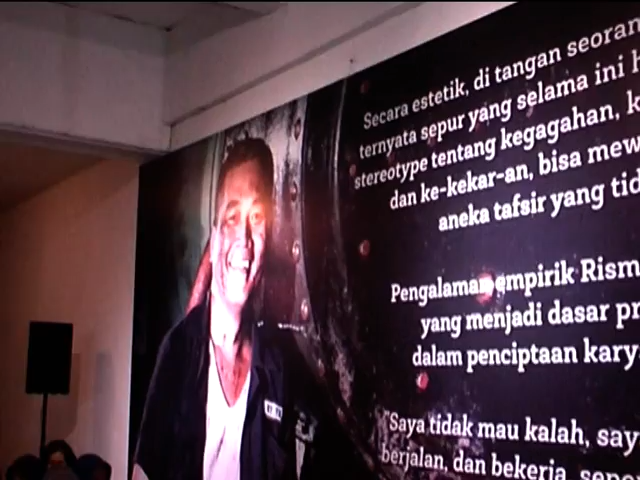 Secara estetik, di tangan seoran
ternyata sepur yang selama ini
stereotype tentang kegagahan, k
dan ke-kekar-an, bisa mew
aneka tafsir yang tid
Pengalaman empirik Rism
yang menjadi dasar pr
dalam penciptaan kary
"Saya tidak mau kalah, say
berjalan, dan bekerja, sepe